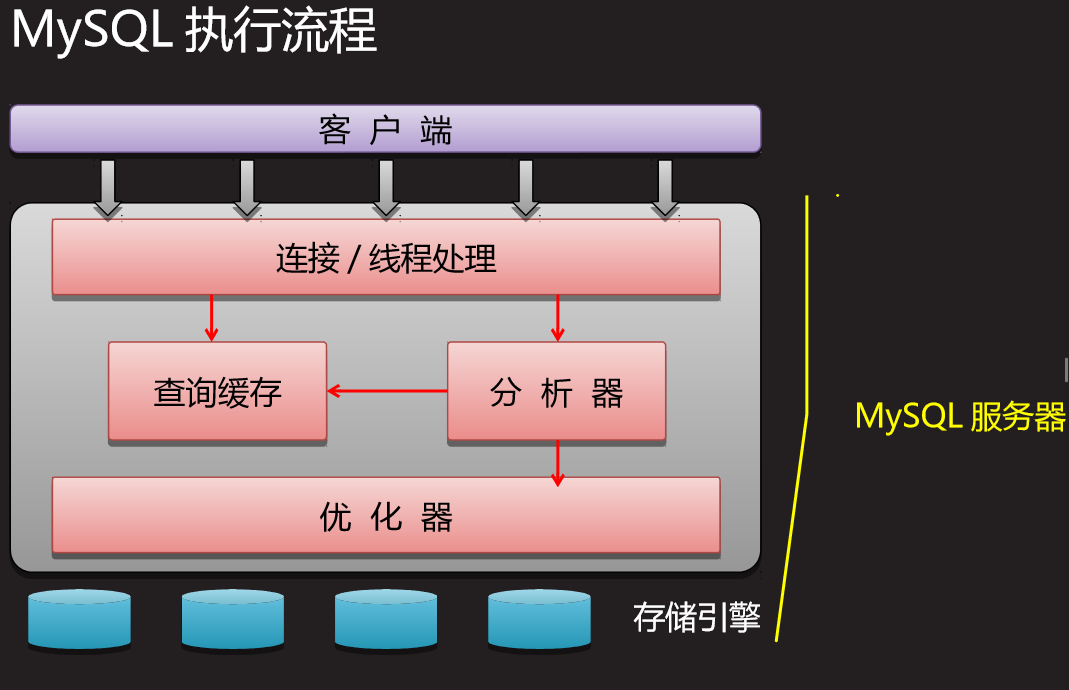 MySQL 执行流程
客 户 端
连接 / 线程处理
查询缓存
分 析 器
MySQL 服务器
优 化 器
存储引擎